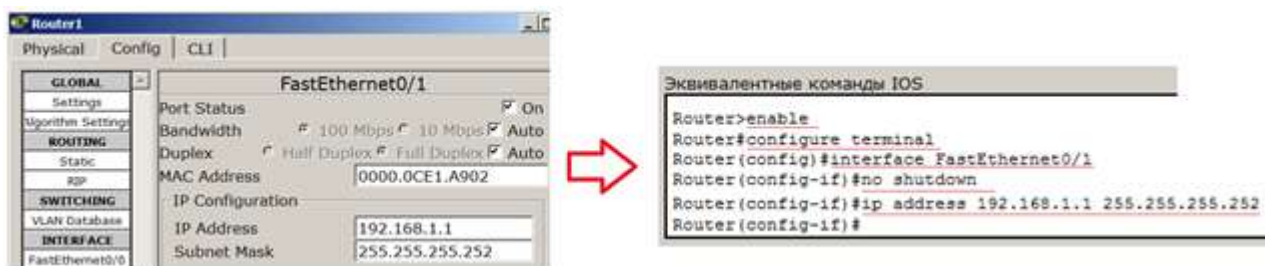 Router1
Physical Config CLI
GLOBAL
Settings
Algorithm Settings
ROUTING
Static
RIP
SWITCHING
VLAN Database
INTERFACE
FastEthernet0/0
FastEthernet0/1
Port Status On
Bandwidth 100 Mbps 10 Mbps Auto
Duplex Half Duplex Full Duplex Auto
MAC Address 0000.0CE1.A902
IP Configuration
IP Address 192.168.1.1
Subnet Mask 255.255.255.252
Эквивалентные команды IOS
Router>enable
Router#configure terminal
Router(config)#interface FastEthernet0/1
Router(config-if)#no shutdown
Router(config-if)#ip address 192.168.1.1 255.255.255.252
Router(config-if)#